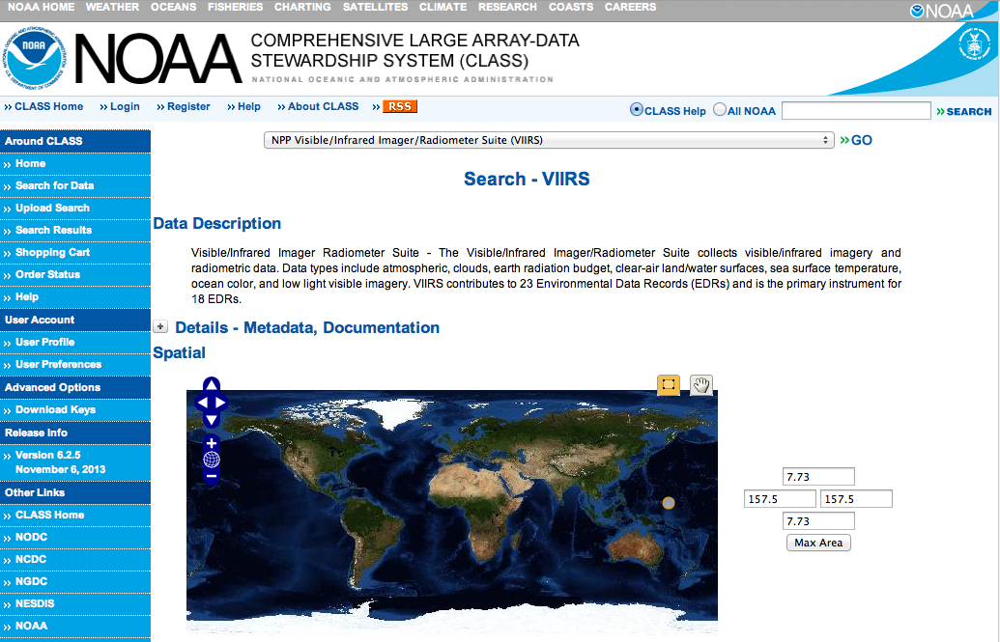 NOAA HOME WEATHER OCEANS FISHERIES CHARTING SATELLITES CLIMATE RESEARCH COASTS CAREERS
NOAA
NOAA
NOAA
COMPREHENSIVE LARGE ARRAY-DATA
STEWARDSHIP SYSTEM (CLASS)
NATIONAL OCEANIC AND ATMOSPHERIC ADMINISTRATION
» CLASS Home » Login » Register » Help » About CLASS » RSS
CLASS Help All NOAA » SEARCH
NPP Visible/Infrared Imager/Radiometer Suite (VIIRS) » GO
Around CLASS
» Home
» Search for Data
» Upload Search
» Search Results
» Shopping Cart
» Order Status
» Help
User Account
» User Profile
» User Preferences
Advanced Options
» Download Keys
Release Info
» Version 6.2.5
November 6, 2013
Other Links
» CLASS Home
» NODC
» NCDC
» NGDC
» NESDIS
» NOAA
Search - VIIRS
Data Description
Visible/Infrared Imager Radiometer Suite - The Visible/Infrared Imager/Radiometer Suite collects visible/infrared imagery and
radiometric data. Data types include atmospheric, clouds, earth radiation budget, clear-air land/water surfaces, sea surface temperature,
ocean color, and low light visible imagery. VIIRS contributes to 23 Environmental Data Records (EDRs) and is the primary instrument for
18 EDRs.
+ Details - Metadata, Documentation
Spatial
7.73
157.5 157.5
7.73
Max Area